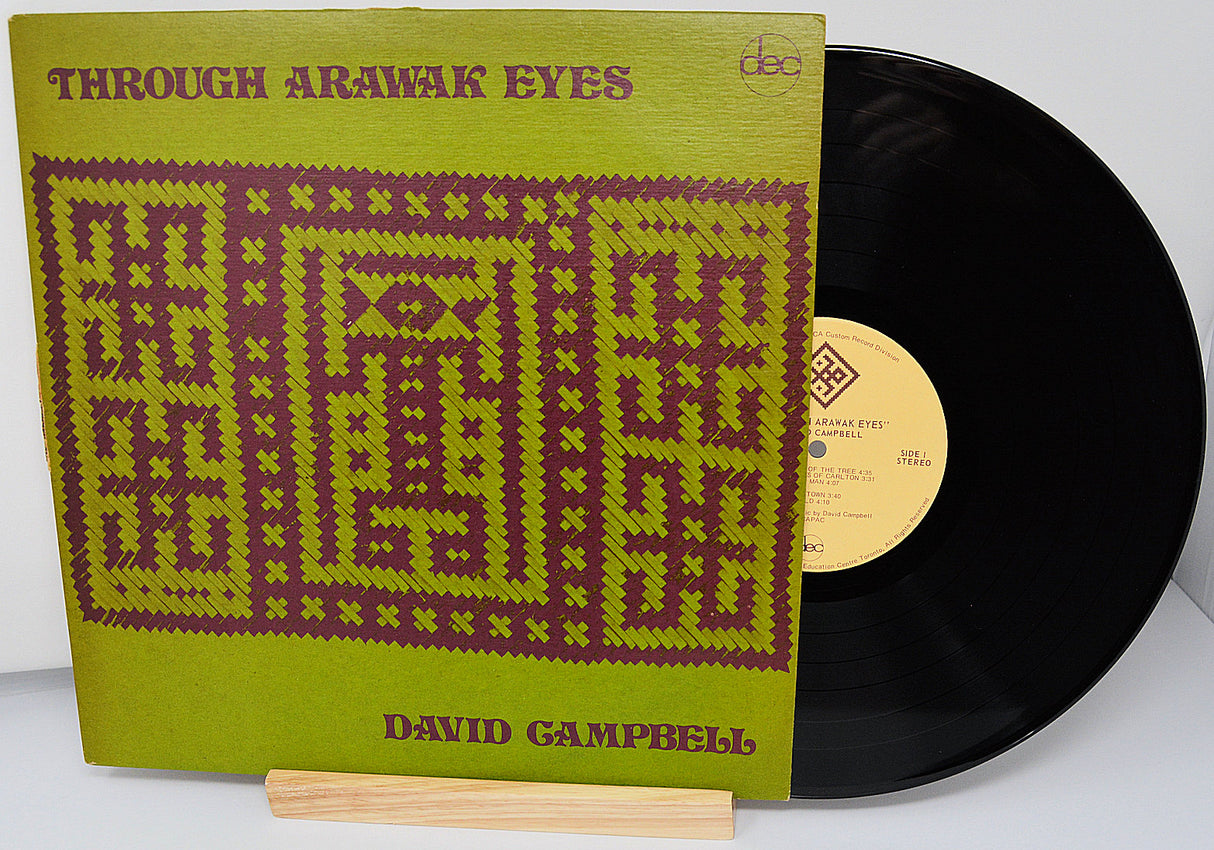 THROUGH ARAWAK EYES
dec
DAVID CAMPBELL
CA Custom Record Division
ARAWAK EYES"
CAMPBELL
SIDE 1
STEREO
OF THE TREE 4:35
OF CARLTON 3:31
MAN 4:07
TOWN 3:40
4:10
by David Campbell
CAPAC
dec
Education Centre Toronto, All Rights Reserved